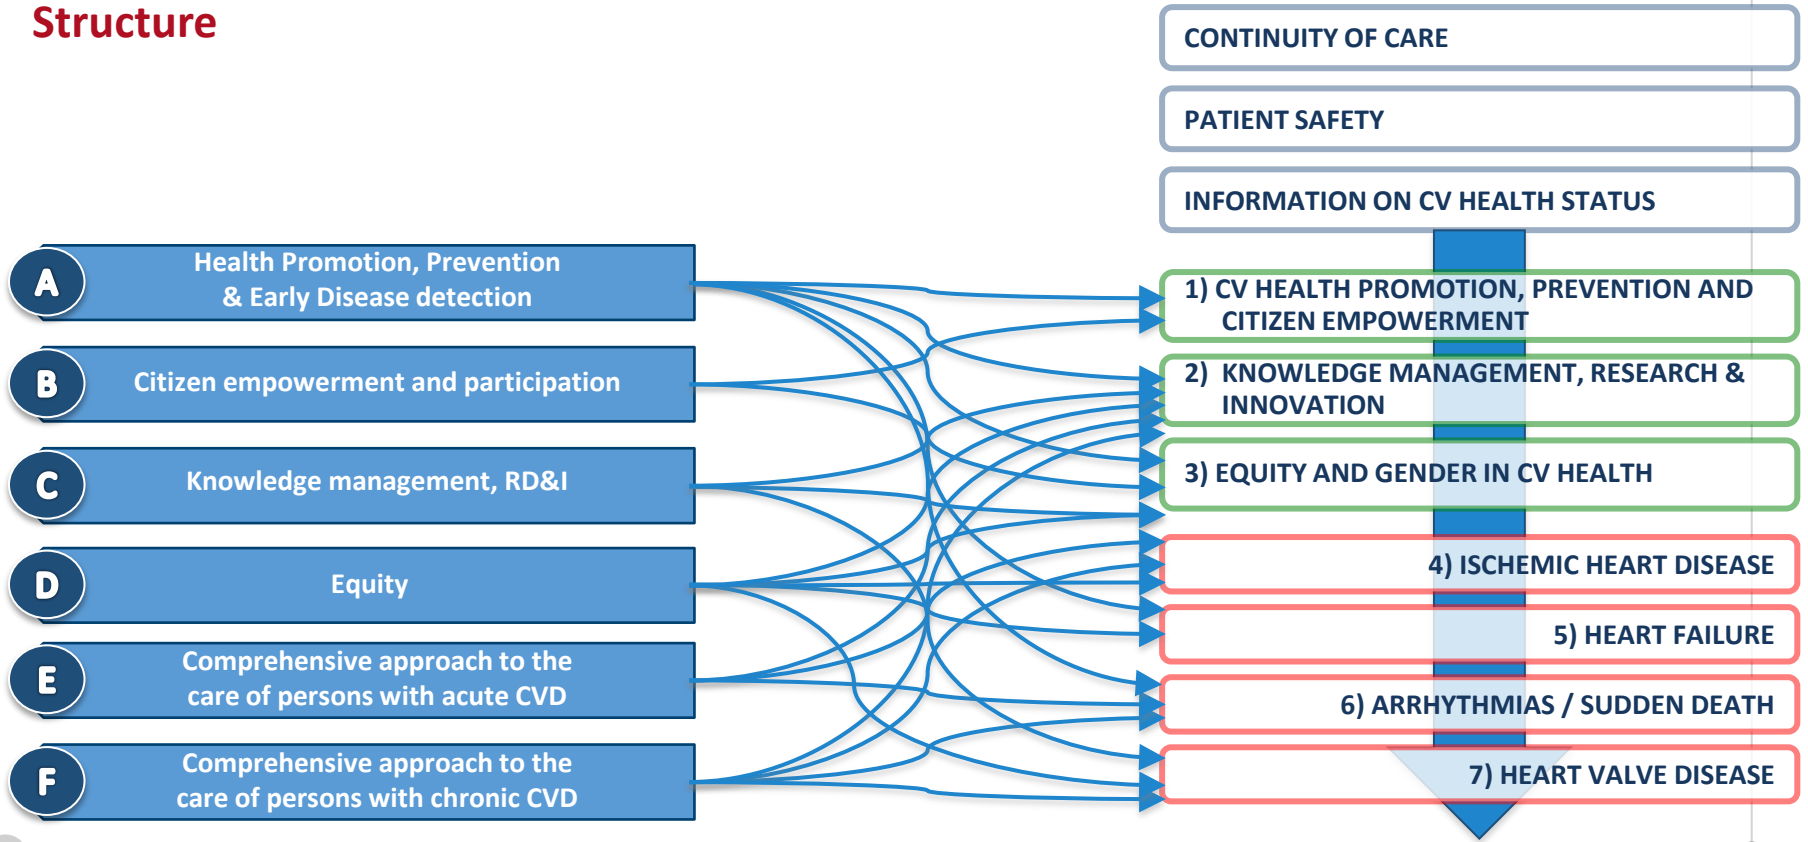 Structure
CONTINUITY OF CARE
PATIENT SAFETY
INFORMATION ON CV HEALTH STATUS
A
Health Promotion, Prevention
& Early Disease detection
B
Citizen empowerment and participation
C
Knowledge management, RD&I
D
Equity
E
Comprehensive approach to the
care of persons with acute CVD
F
Comprehensive approach to the
care of persons with chronic CVD
1) CV HEALTH PROMOTION, PREVENTION AND
CITIZEN EMPOWERMENT
2) KNOWLEDGE MANAGEMENT, RESEARCH &
INNOVATION
3) EQUITY AND GENDER IN CV HEALTH
4) ISCHEMIC HEART DISEASE
5) HEART FAILURE
6) ARRHYTHMIAS / SUDDEN DEATH
7) HEART VALVE DISEASE